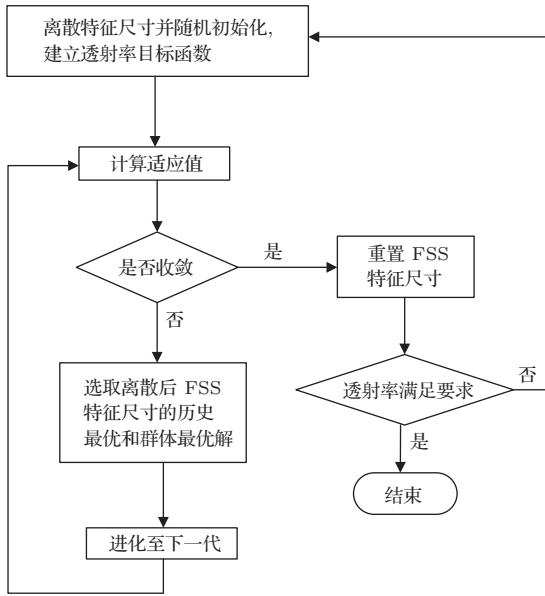 离散特征尺寸并随机初始化,
建立透射率目标函数
计算适应值
是否收敛
是
否
重置 FSS
特征尺寸
选取离散后 FSS
特征尺寸的历史
最优和群体最优解
透射率满足要求
否
是
结束
进化至下一代